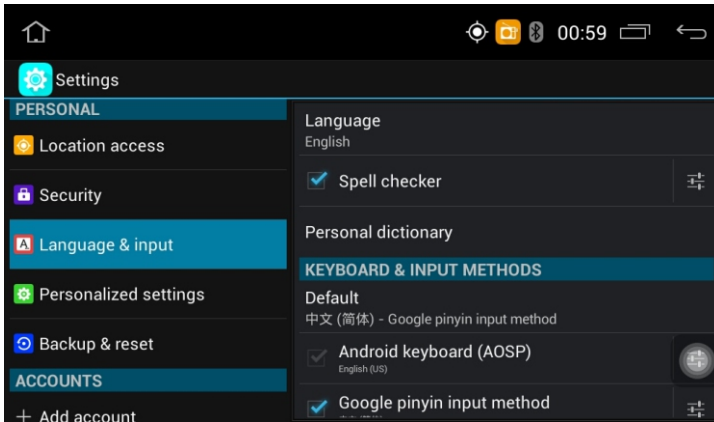 00:59
Settings
PERSONAL
Location access
Security
Language & input
Personalized settings
Backup & reset
ACCOUNTS
+ Add account
Language
English
Spell checker
Personal dictionary
KEYBOARD & INPUT METHODS
Default
中文 (简体) - Google pinyin input method
Android keyboard (AOSP)
English (US)
Google pinyin input method